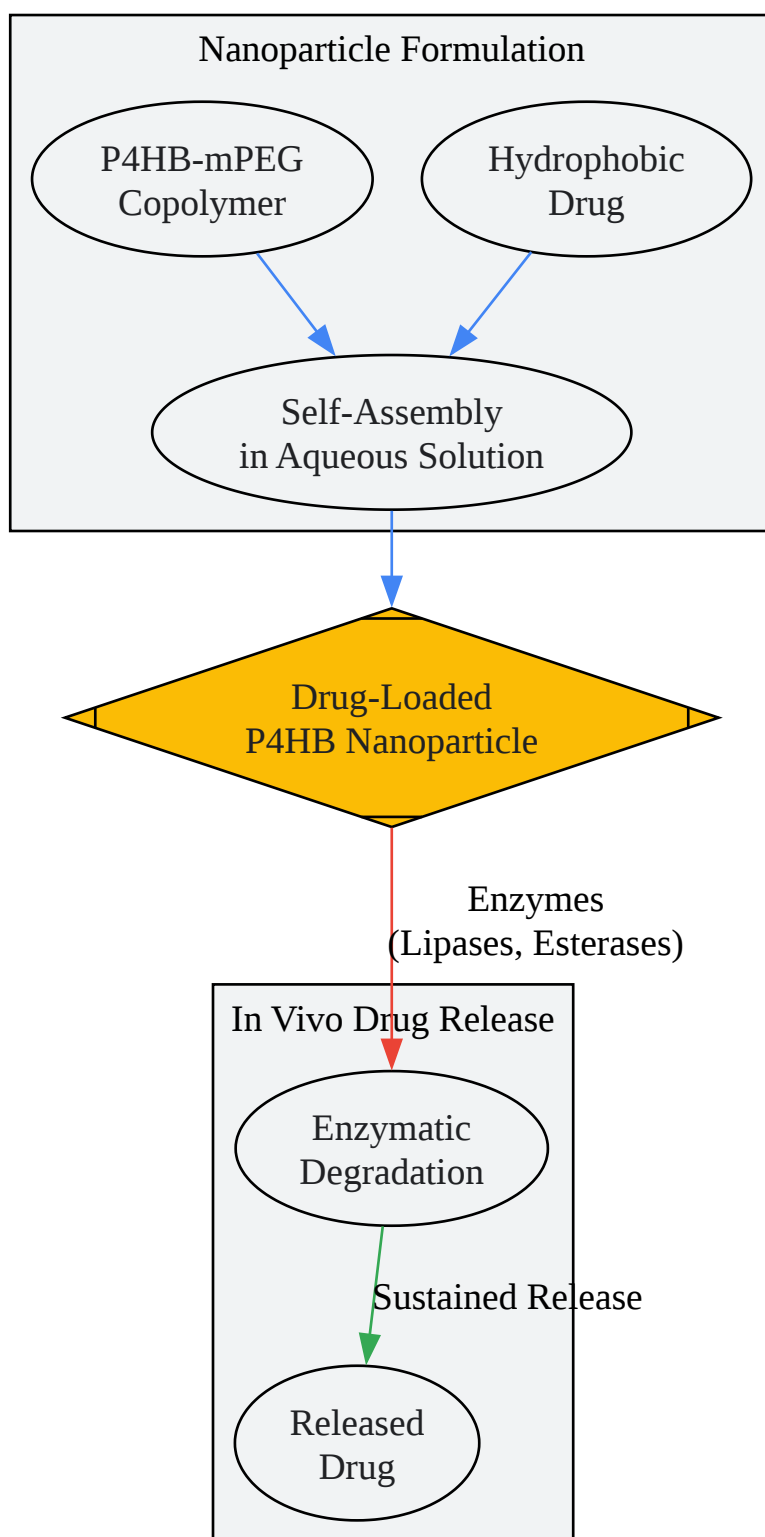 Nanoparticle Formulation
P4HB-mPEG
Copolymer
Hydrophobic
Drug
Self-Assembly
in Aqueous Solution
Drug-Loaded
P4HB Nanoparticle
Enzymes
(Lipases, Esterases)
In Vivo Drug Release
Enzymatic
Degradation
Sustained Release
Released
Drug